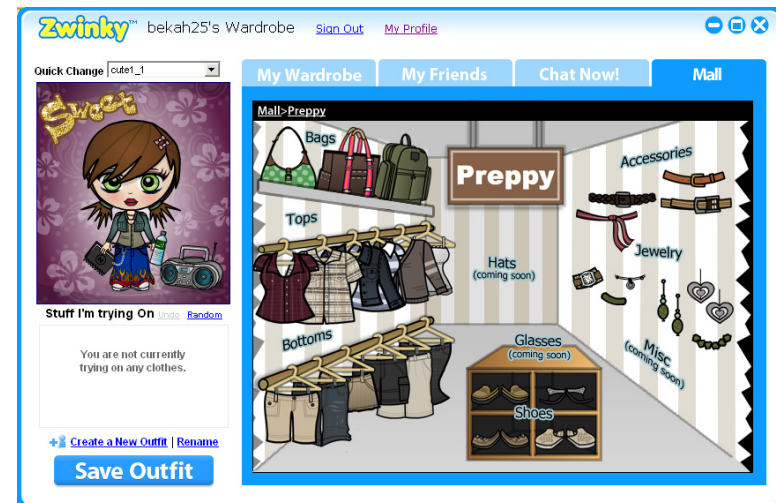 Zwinky™ bekah25's Wardrobe Sign Out My Profile
Quick Change cute1_1
My Wardrobe My Friends Chat Now! Mall
Mall>Preppy
Sweet
Bags
Preppy
Accessories
Tops
Hats
(coming soon)
Jewelry
Stuff I'm trying On Undo Random
You are not currently
trying on any clothes.
Bottoms
Glasses
(coming soon)
Misc
(coming soon)
Shoes
Create a New Outfit | Rename
Save Outfit